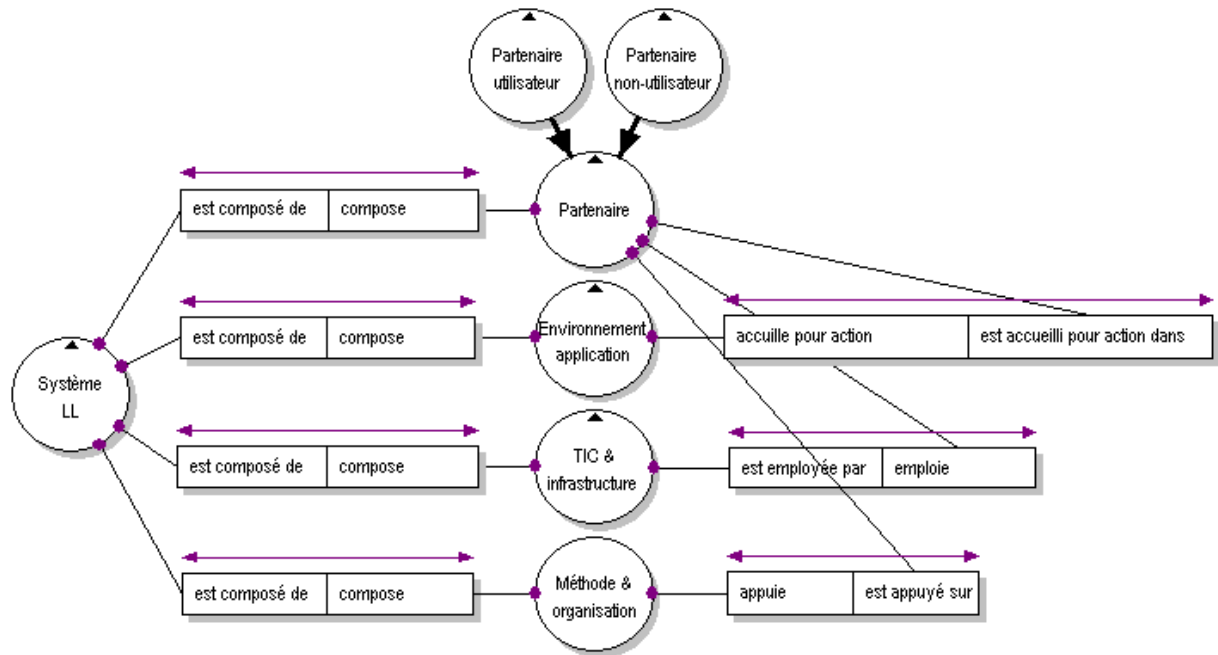 Partenaire
utilisateur
Partenaire
non-utilisateur
est composé de
compose
Partenaire
est composé de
compose
Environnement
application
accuille pour action
est accueilli pour action dans
Système
LL
est composé de
compose
TIC &
infrastructure
est employée par
emploie
est composé de
compose
Méthode &
organisation
appuie
est appuyé sur